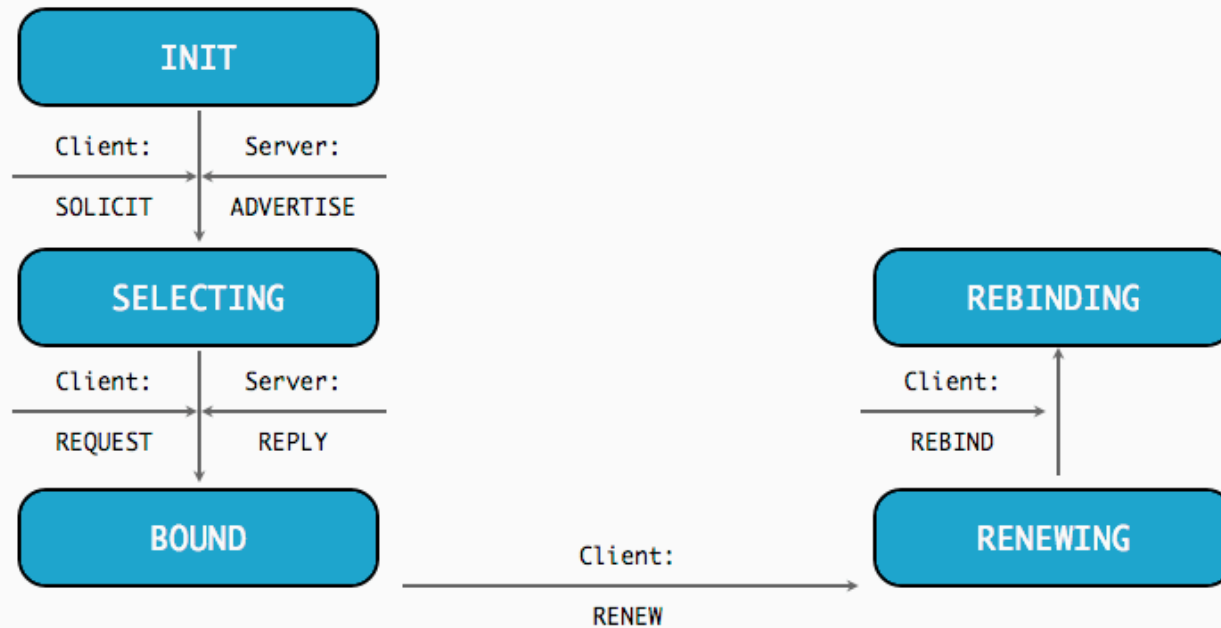 INIT
Client:
Server:
SOLICIT
ADVERTISE
SELECTING
REBINDING
Client:
Server:
Client:
REQUEST
REPLY
REBIND
BOUND
RENEWING
Client:
RENEW